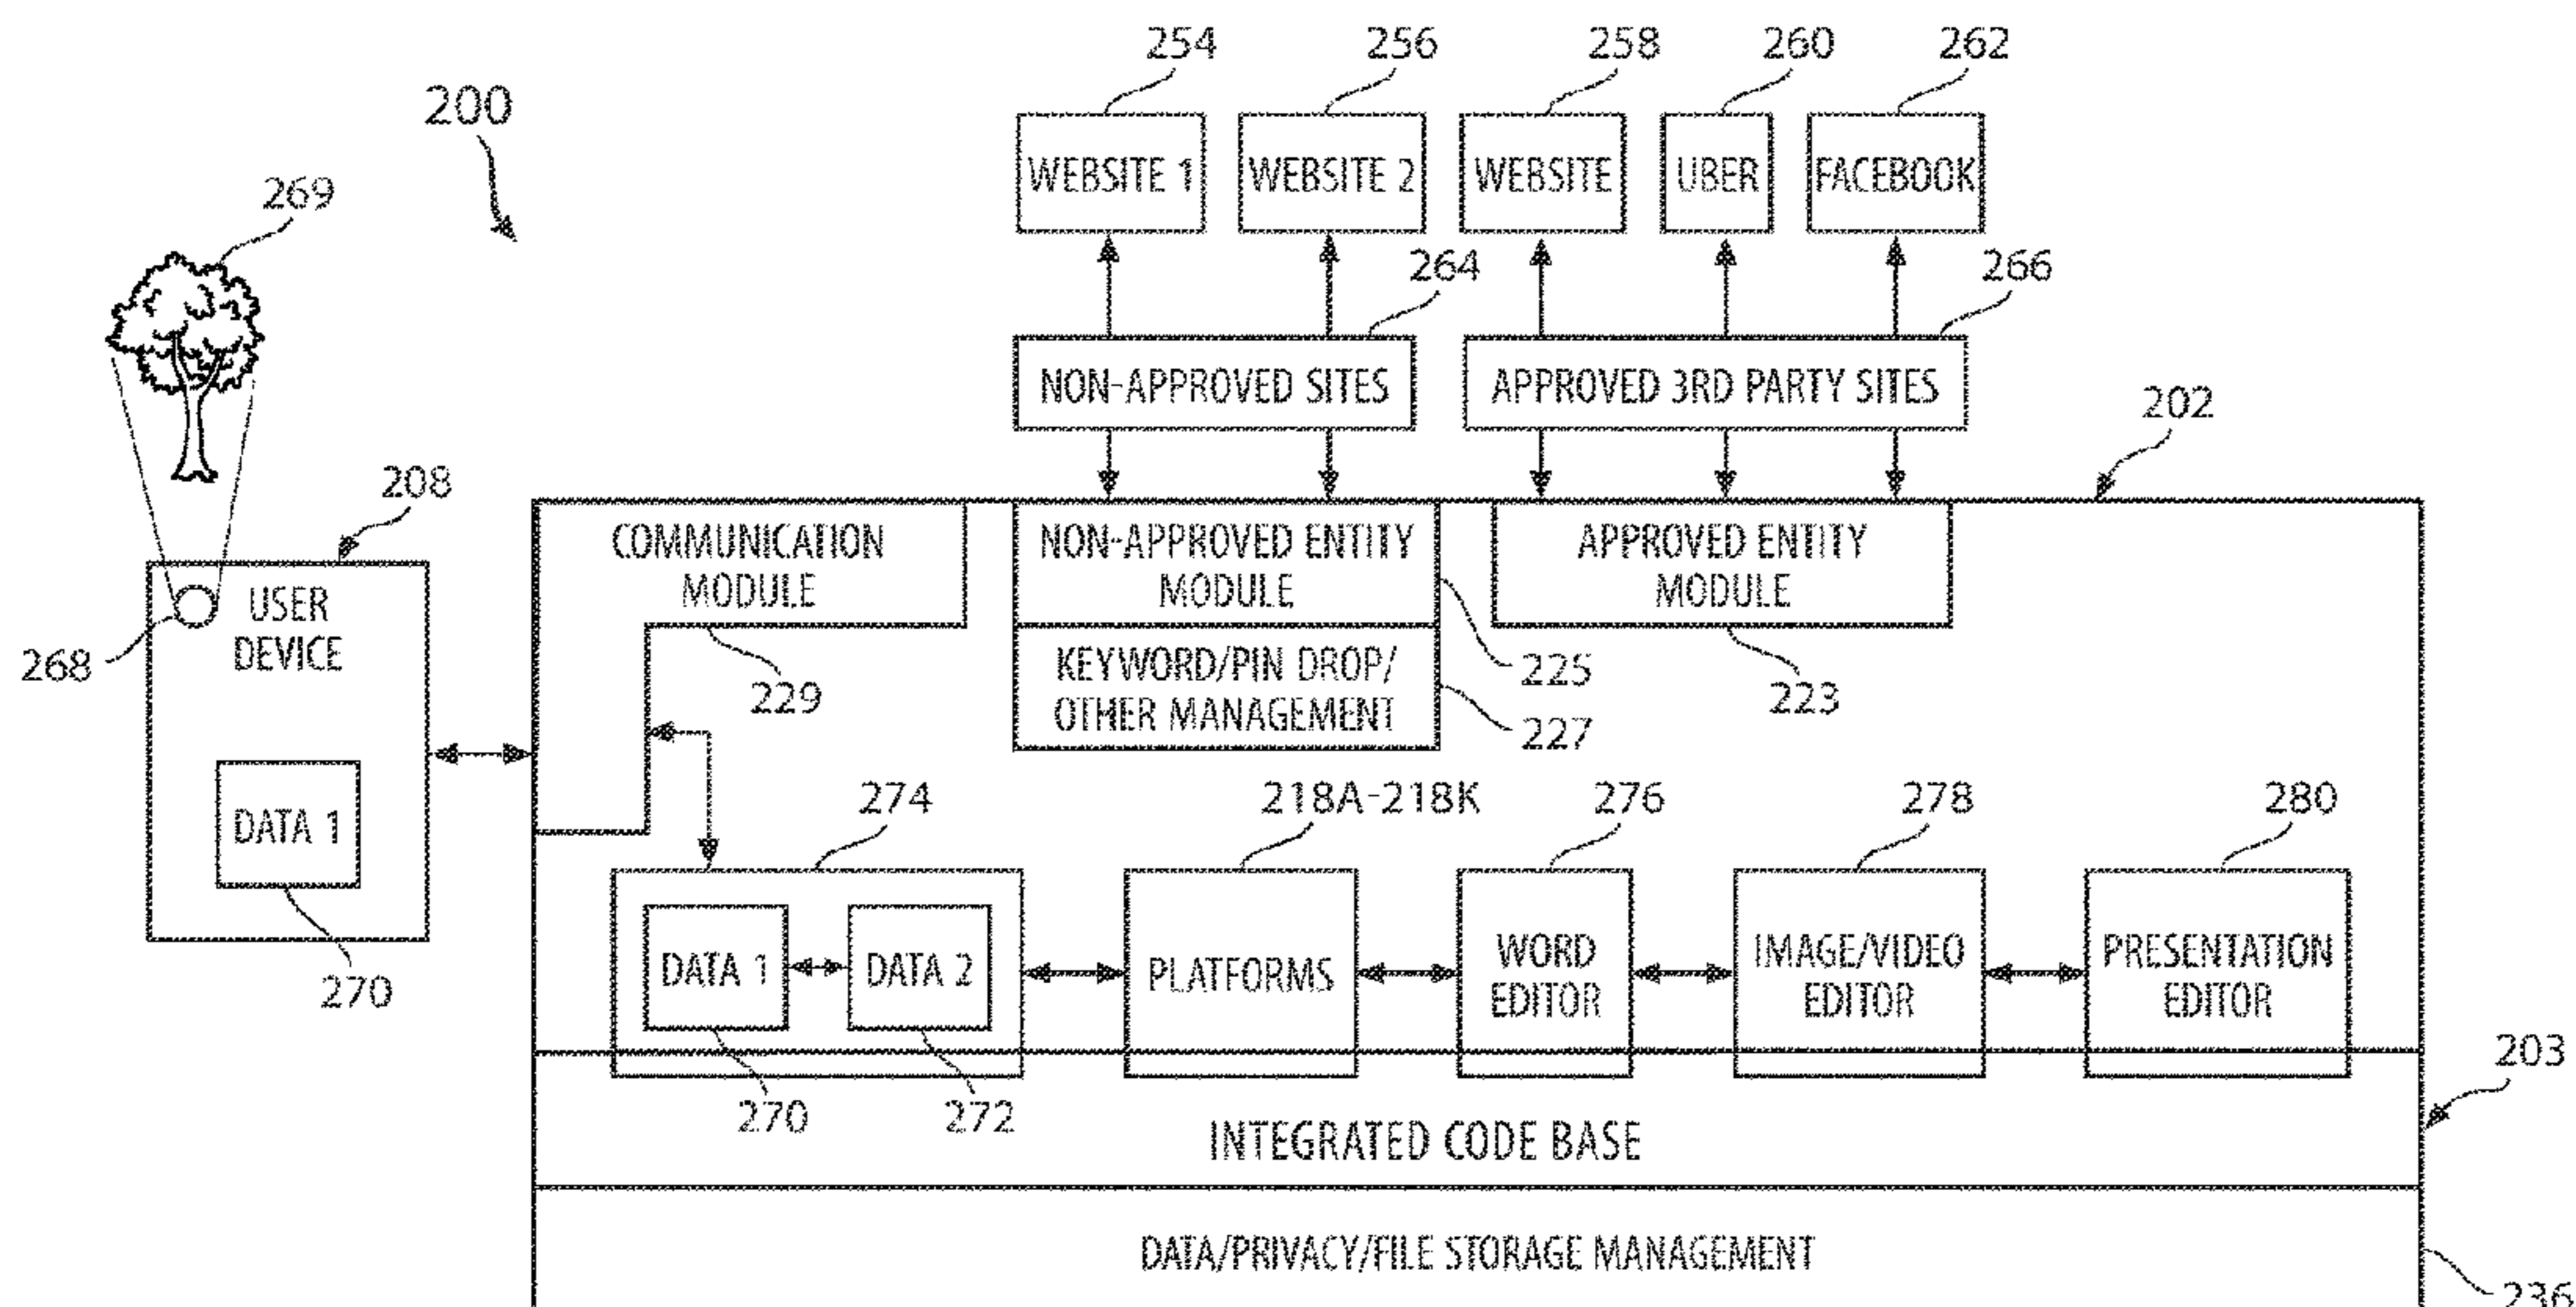 254 256 258 260 262
200
WEBSITE 1 WEBSITE 2 WEBSITE UBER FACEBOOK
269
264 266
NON-APPROVED SITES APPROVED 3RD PARTY SITES
202
208
COMMUNICATION
MODULE
NON-APPROVED ENTITY
MODULE
APPROVED ENTITY
MODULE
USER
DEVICE
268
229
KEYWORD/PIN DROP/
OTHER MANAGEMENT
225
227
223
DATA 1
270
274 218A-218K 276 278 280
DATA 1 DATA 2
PLATFORMS
WORD
EDITOR
IMAGE/VIDEO
EDITOR
PRESENTATION
EDITOR
270 272
203
INTEGRATED CODE BASE
DATA/PRIVACY/FILE STORAGE MANAGEMENT
236